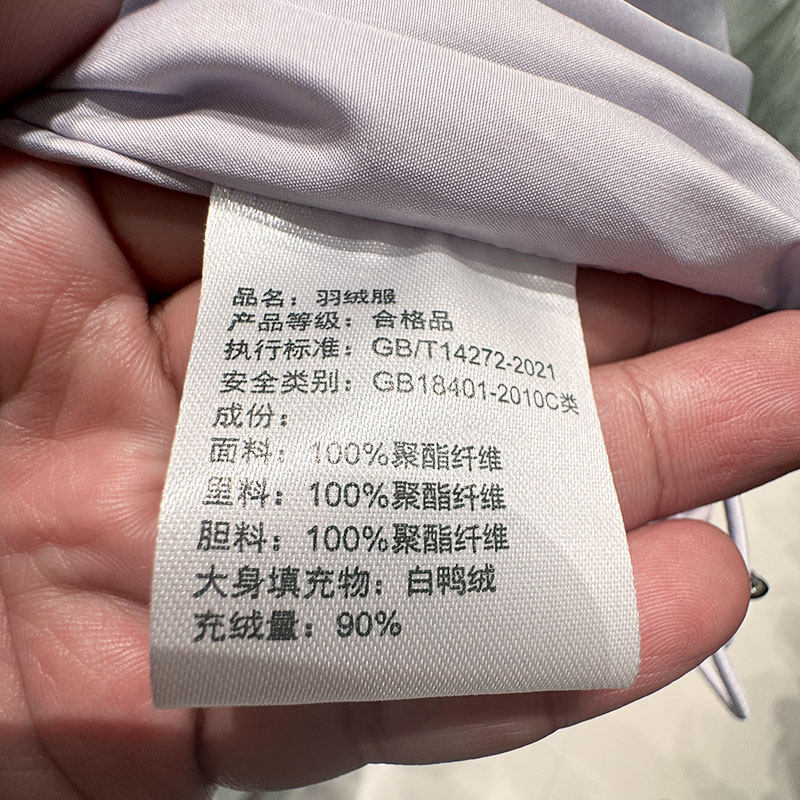 品名：羽绒服
产品等级：合格品
执行标准：GB/T14272-2021
安全类别：GB18401-2010C类
成份：
面料：100%聚酯纤维
里料：100%聚酯纤维
胆料：100%聚酯纤维
大身填充物：白鸭绒
充绒量：90%